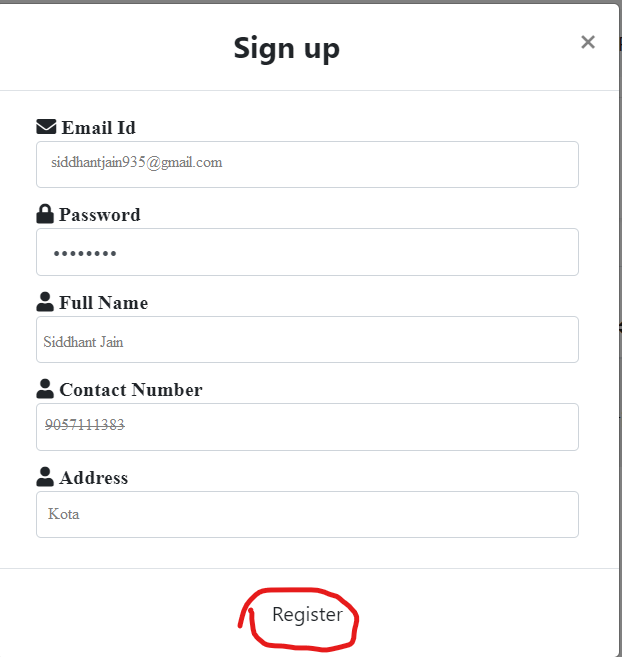 Sign up ×
Email Id
siddhantjain935@gmail.com
Password
••••••••
Full Name
Siddhant Jain
Contact Number
9057111383
Address
Kota
Register